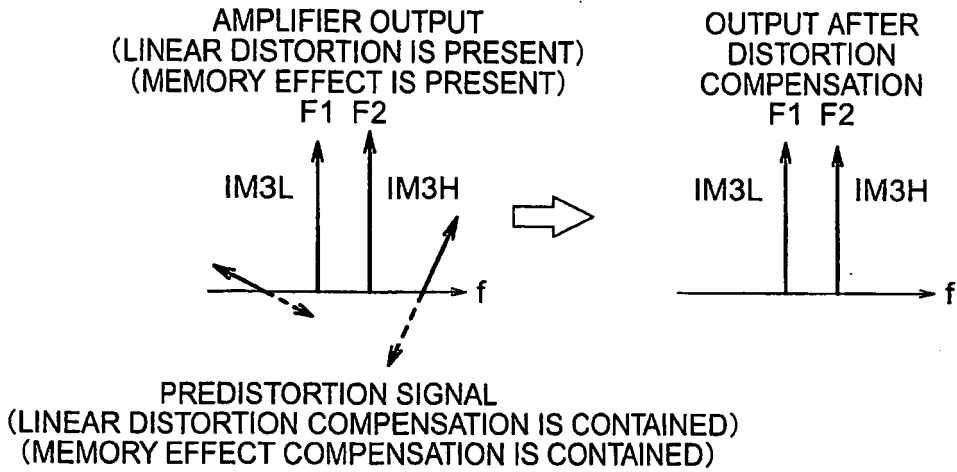 AMPLIFIER OUTPUT
(LINEAR DISTORTION IS PRESENT)
(MEMORY EFFECT IS PRESENT)
F1 F2
IM3L
IM3H
f
PREDISTORTION SIGNAL
(LINEAR DISTORTION COMPENSATION IS CONTAINED)
(MEMORY EFFECT COMPENSATION IS CONTAINED)
OUTPUT AFTER
DISTORTION
COMPENSATION
F1 F2
IM3L
IM3H
f